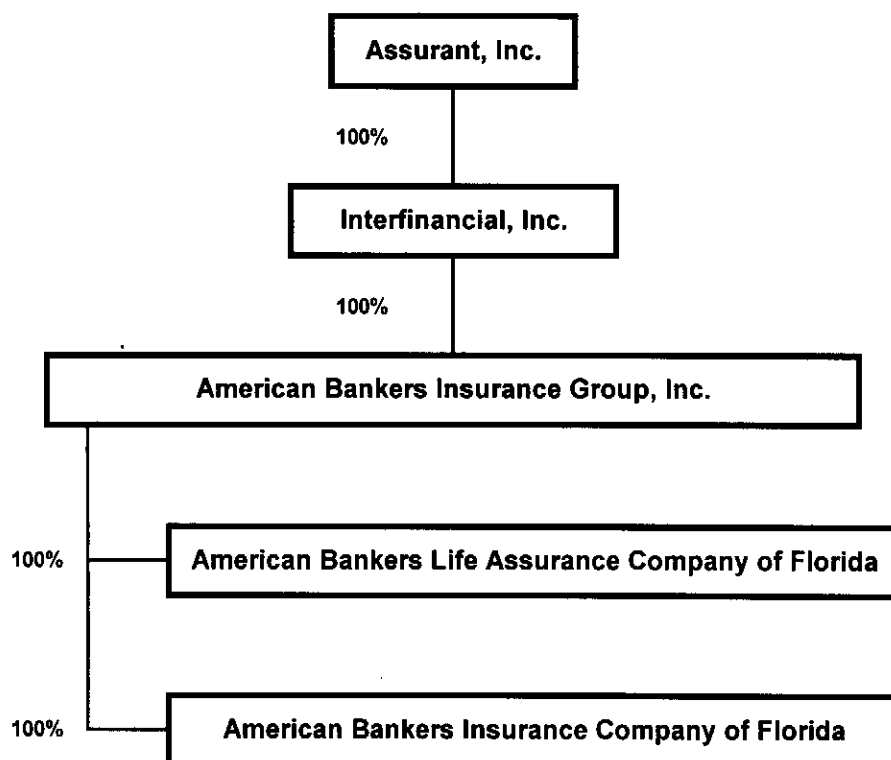 Assurant, Inc.
100%
Interfinancial, Inc.
100%
American Bankers Insurance Group, Inc.
100%
American Bankers Life Assurance Company of Florida
100%
American Bankers Insurance Company of Florida